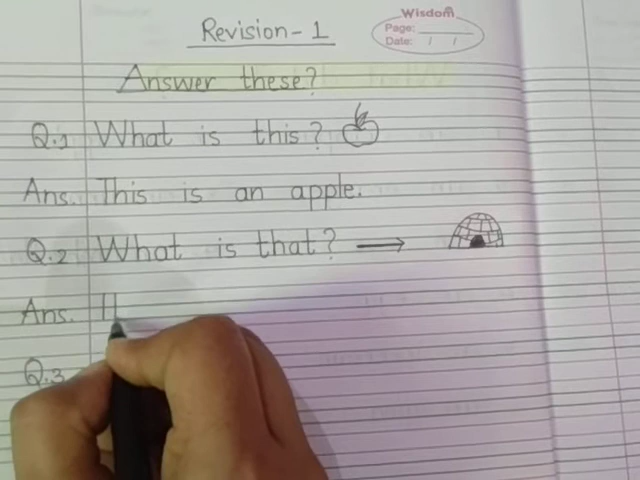 Revision - 1
Wisdom
Page:
Date: / /
Answer these?
Q.1 What is this?
Ans. This is an apple.
Q.2 What is that?
Ans.
Q.3